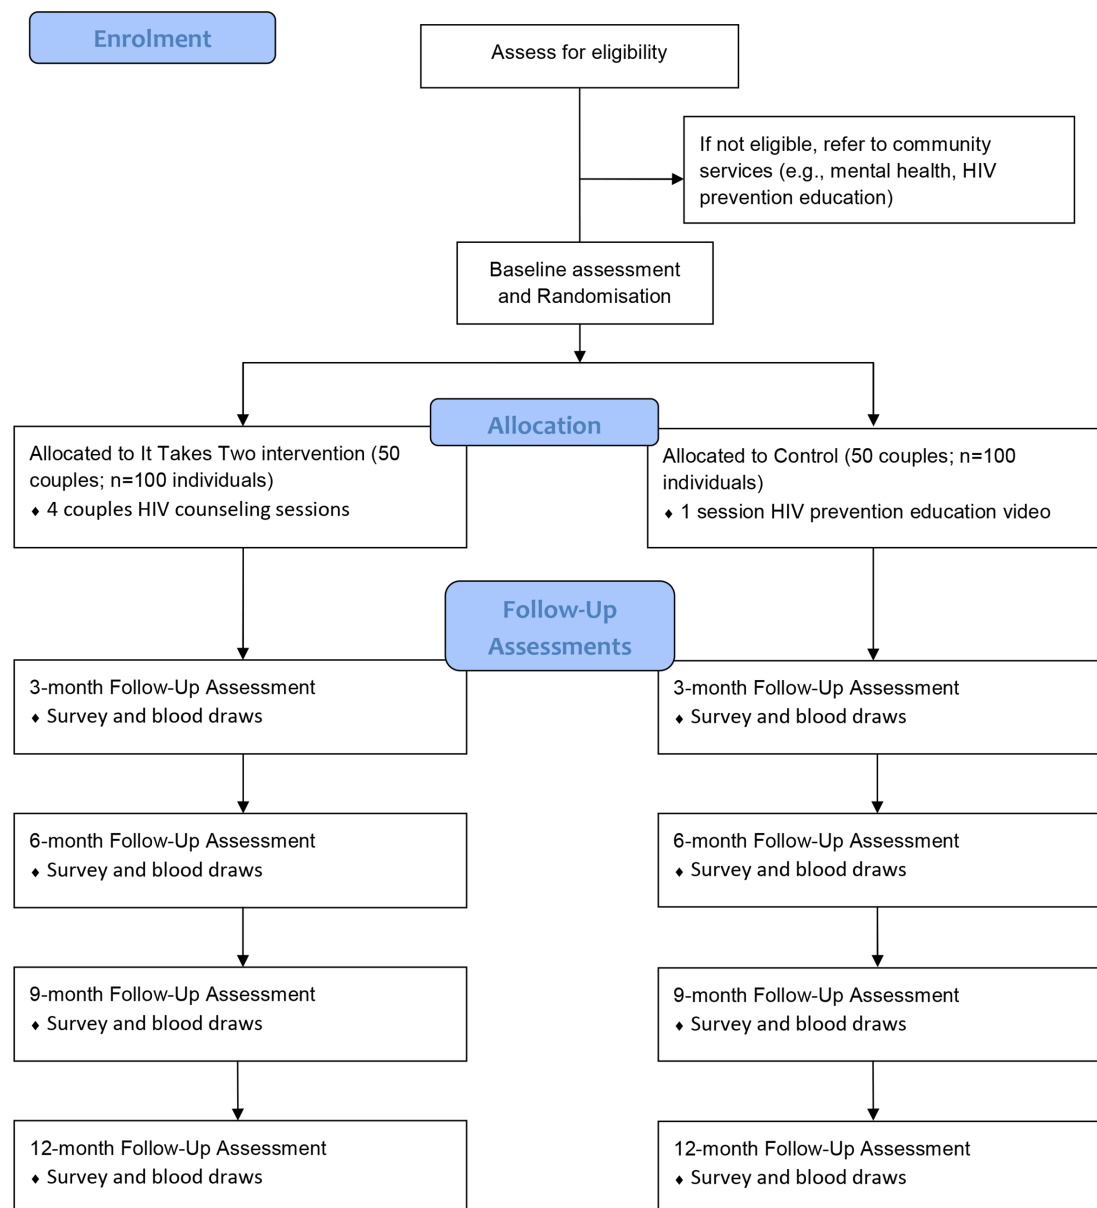 Enrolment
Assess for eligibility
If not eligible, refer to community
services (e.g., mental health, HIV
prevention education)
Baseline assessment
and Randomisation
Allocation
Allocated to It Takes Two intervention (50
couples; n=100 individuals)
♦ 4 couples HIV counseling sessions
Allocated to Control (50 couples; n=100
individuals)
♦ 1 session HIV prevention education video
Follow-Up
Assessments
3-month Follow-Up Assessment
♦ Survey and blood draws
3-month Follow-Up Assessment
♦ Survey and blood draws
6-month Follow-Up Assessment
♦ Survey and blood draws
6-month Follow-Up Assessment
♦ Survey and blood draws
9-month Follow-Up Assessment
♦ Survey and blood draws
9-month Follow-Up Assessment
♦ Survey and blood draws
12-month Follow-Up Assessment
♦ Survey and blood draws
12-month Follow-Up Assessment
♦ Survey and blood draws